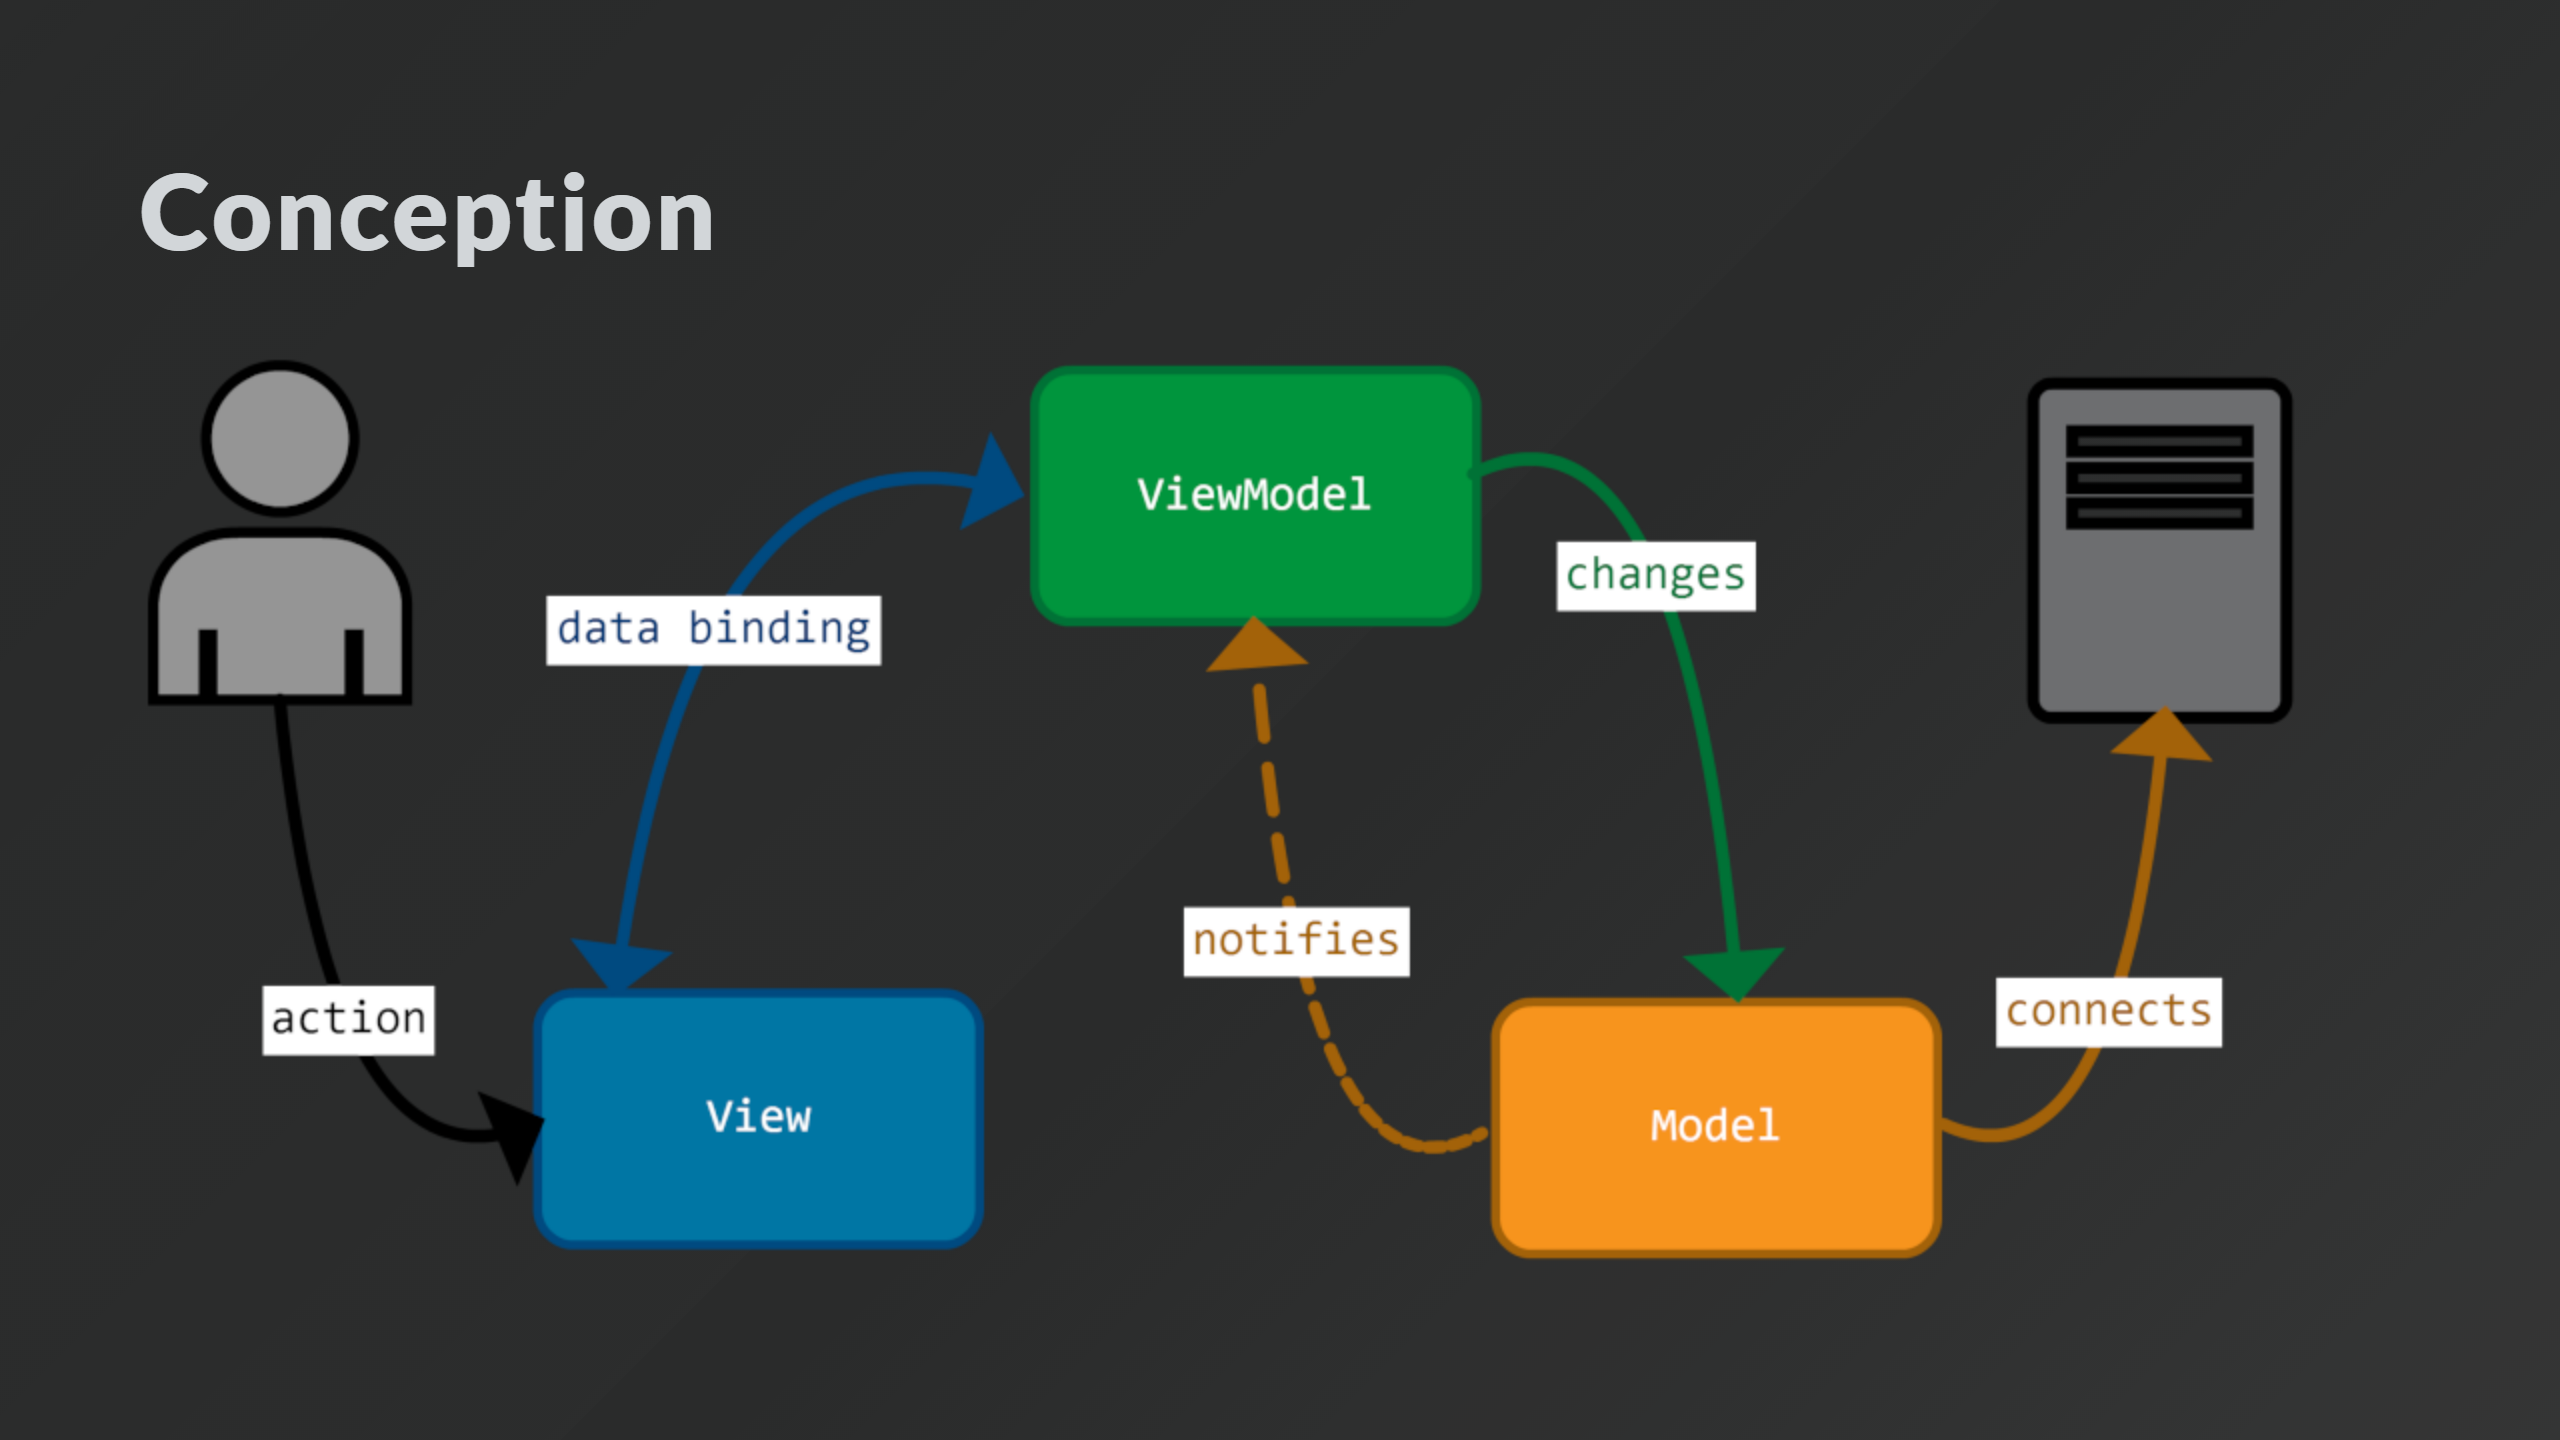 Conception
ViewModel
changes
data binding
notifies
connects
action
View
Model